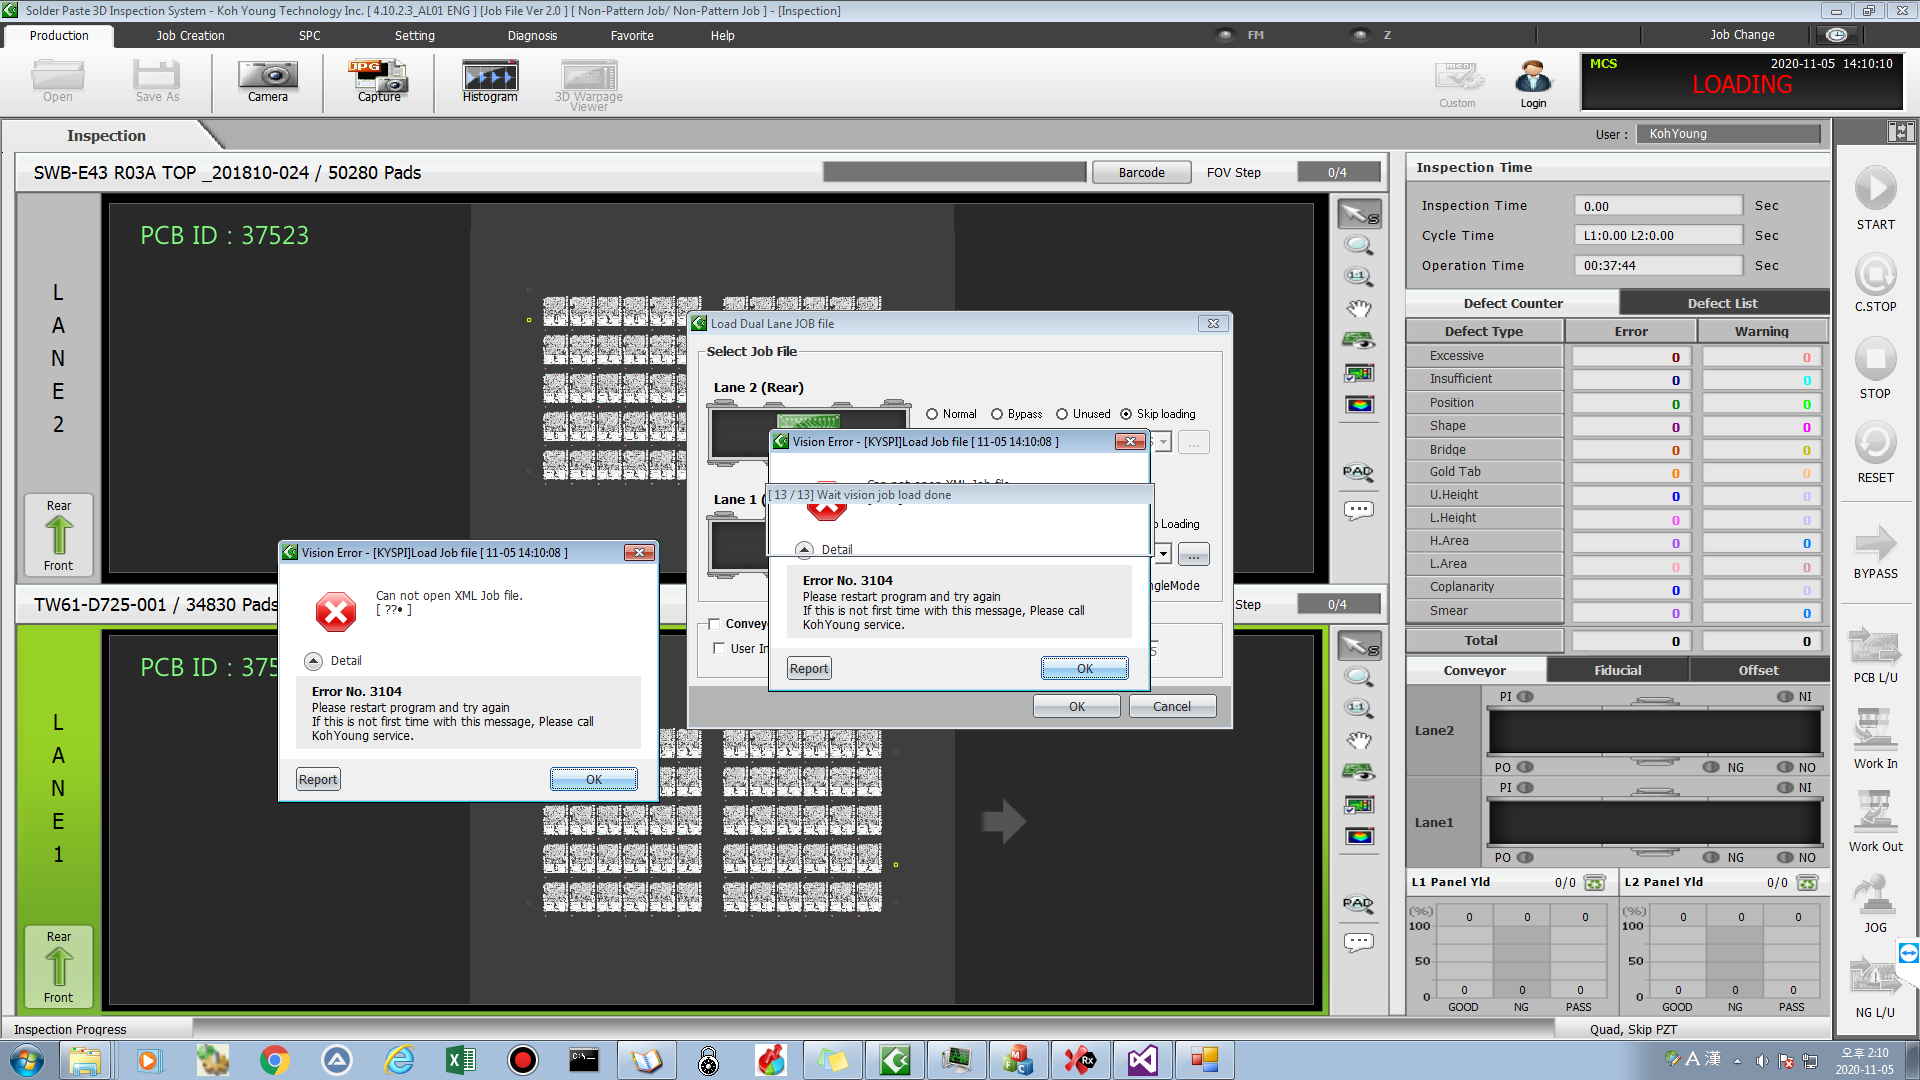 Solder Paste 3D Inspection System - Koh Young Technology Inc. [ 4.10.2.3_AL01 ENG ] [Job File Ver 2.0 ] [ Non-Pattern Job/ Non-Pattern Job ] - [Inspection]
Production Job Creation SPC Setting Diagnosis Favorite Help FM Z Job Change
Open Save As Camera JPG Capture Histogram 3D Warpage Viewer Custom Login
MCS 2020-11-05 14:10:10
LOADING
Inspection User : KohYoung
SWB-E43 R03A TOP _201810-024 / 50280 Pads Barcode FOV Step 0/4
LANE2
PCB ID : 37523
Rear
Front
TW61-D725-001 / 34830 Pads Step 0/4
LANE1
PCB ID : 375
Rear
Front
Load Dual Lane JOB file
Select Job File
Lane 2 (Rear)
Normal Bypass Unused Skip loading
...
Lane 1 (
Loading
...
ngleMode
Convey
User In
5
OK Cancel
Vision Error - [KYSPI]Load Job file [ 11-05 14:10:08 ]
Can not open XML Job file.
[ 13 / 13] Wait vision job load done
Detail
Error No. 3104
Please restart program and try again
If this is not first time with this message, Please call
KohYoung service.
Report OK
Vision Error - [KYSPI]Load Job file [ 11-05 14:10:08 ]
Can not open XML Job file.
[ ??• ]
Detail
Error No. 3104
Please restart program and try again
If this is not first time with this message, Please call
KohYoung service.
Report OK
S
1:1
PAD
S
1:1
PAD
Inspection Time
Inspection Time 0.00 Sec
Cycle Time L1:0.00 L2:0.00 Sec
Operation Time 00:37:44 Sec
Defect Counter Defect List
Defect Type Error Warning
Excessive 0 0
Insufficient 0 0
Position 0 0
Shape 0 0
Bridge 0 0
Gold Tab 0 0
U.Height 0 0
L.Height 0 0
H.Area 0 0
L.Area 0 0
Coplanarity 0 0
Smear 0 0
Total 0 0
Conveyor Fiducial Offset
PI NI
Lane2
PO NG NO
PI NI
Lane1
PO NG NO
L1 Panel Yld 0/0 L2 Panel Yld 0/0
(%) 0 0 0 (%) 0 0 0
100 100
50 50
0 0 0 0 0 0 0 0
GOOD NG PASS GOOD NG PASS
START
C.STOP
STOP
RESET
BYPASS
PCB L/U
Work In
Work Out
JOG
NG L/U
Inspection Progress Quad, Skip PZT
A 漢 오후 2:10
2020-11-05